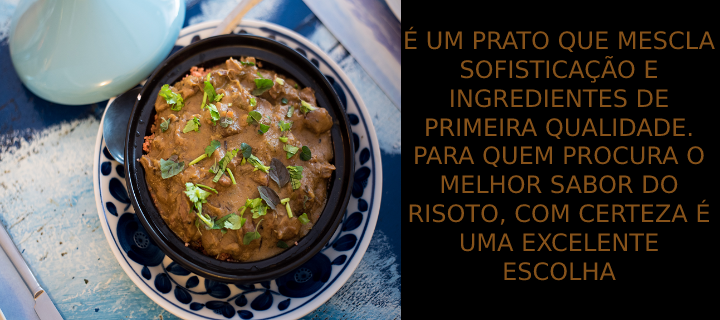 É UM PRATO QUE MESCLA
SOFISTICAÇÃO E
INGREDIENTES DE
PRIMEIRA QUALIDADE.
PARA QUEM PROCURA O
MELHOR SABOR DO
RISOTO, COM CERTEZA É
UMA EXCELENTE
ESCOLHA